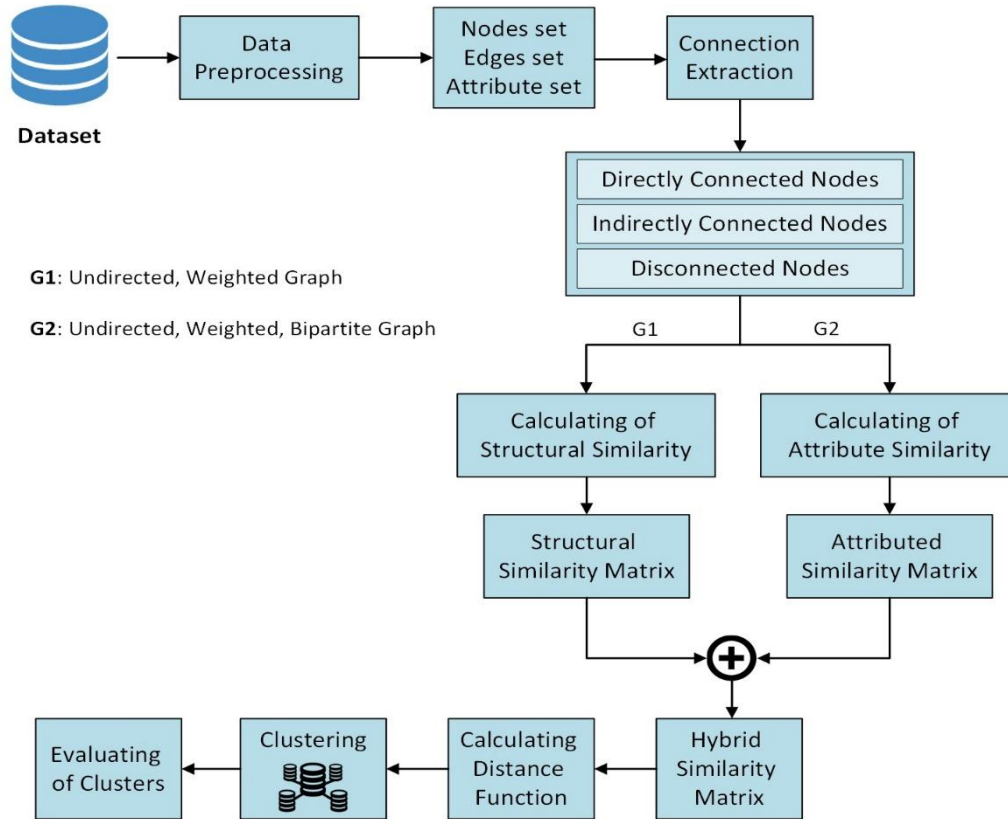 Dataset
Data
Preprocessing
Nodes set
Edges set
Attribute set
Connection
Extraction
Directly Connected Nodes
Indirectly Connected Nodes
Disconnected Nodes
G1: Undirected, Weighted Graph
G2: Undirected, Weighted, Bipartite Graph
G1
G2
Calculating of
Structural Similarity
Calculating of
Attribute Similarity
Structural
Similarity Matrix
Attributed
Similarity Matrix
Hybrid
Similarity
Matrix
Calculating
Distance
Function
Clustering
Evaluating
of Clusters